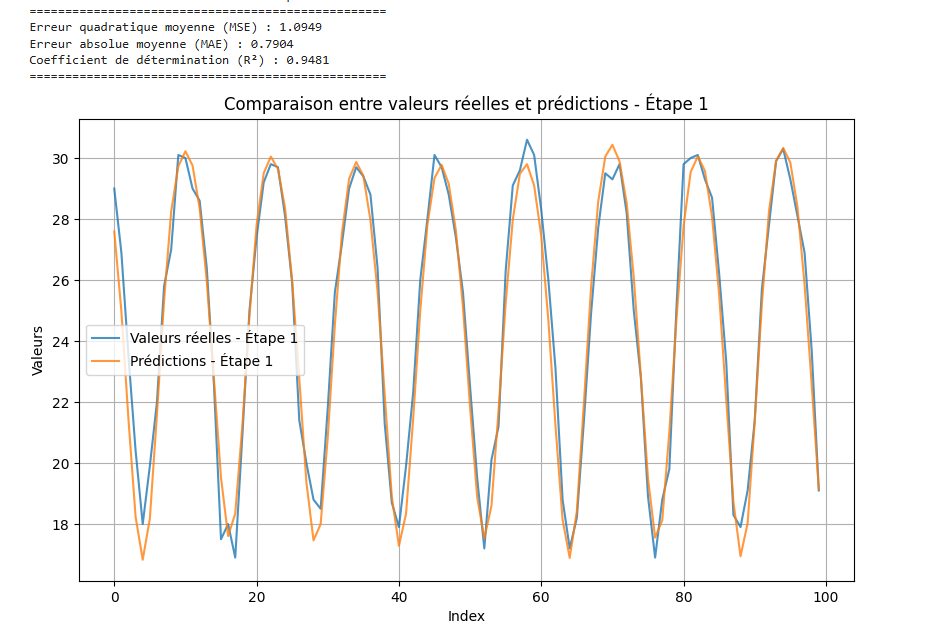 ==================================================
Erreur quadratique moyenne (MSE) : 1.0949
Erreur absolue moyenne (MAE) : 0.7904
Coefficient de détermination (R²) : 0.9481
==================================================
Comparaison entre valeurs réelles et prédictions - Étape 1
30
28
26
24
22
20
18
Valeurs
Valeurs réelles - Étape 1
Prédictions - Étape 1
0 20 40 60 80 100
Index